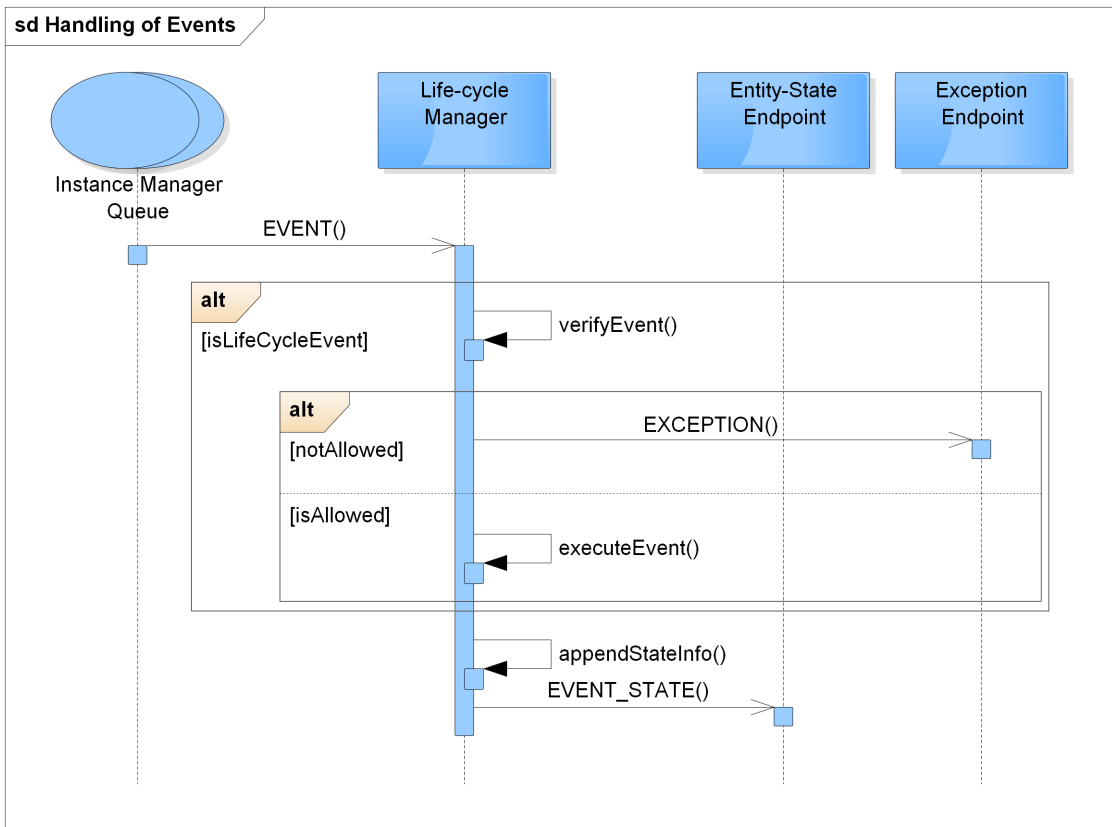 sd Handling of Events
Life-cycle
Manager
Entity-State
Endpoint
Exception
Endpoint
Instance Manager
Queue
EVENT()
alt
[isLifeCycleEvent]
verifyEvent()
alt
[notAllowed]
EXCEPTION()
[isAllowed]
executeEvent()
appendStateInfo()
EVENT_STATE()